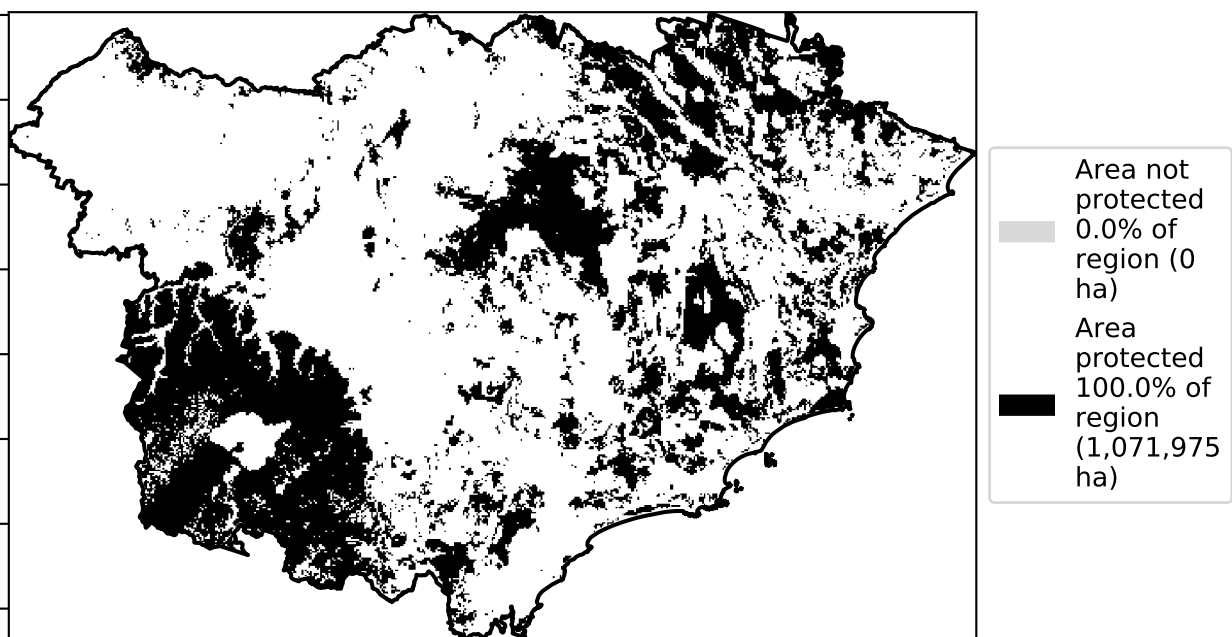 Area not
protected
0.0% of
region (0
ha)
Area
protected
100.0% of
region
(1,071,975
ha)